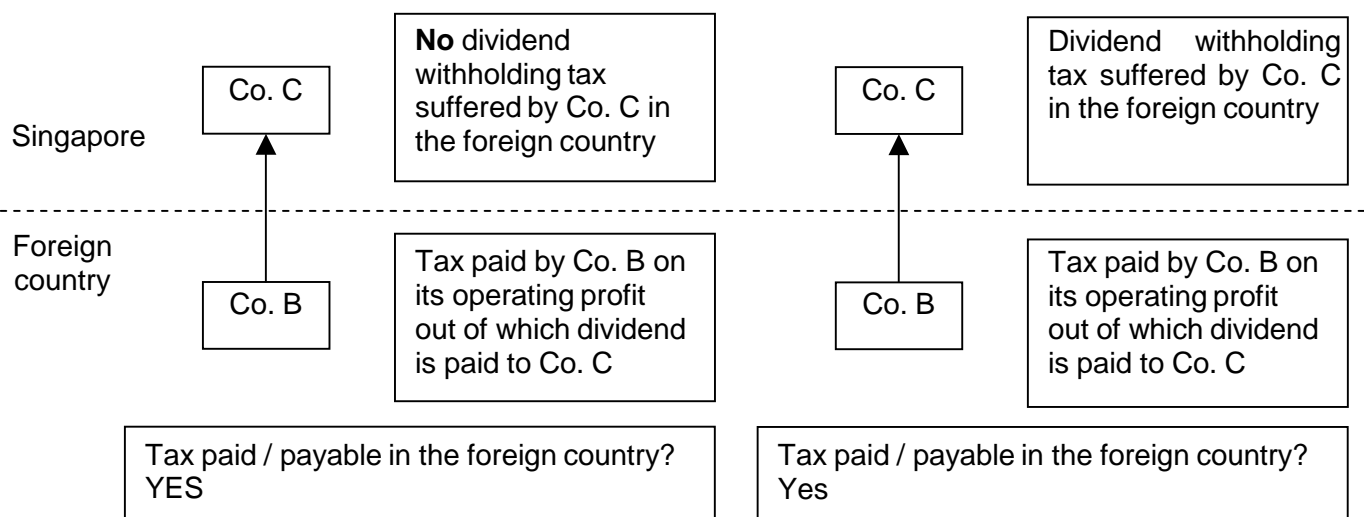 Singapore
Co. C
No dividend
withholding tax
suffered by Co. C in
the foreign country
Co. C
Dividend withholding
tax suffered by Co. C
in the foreign country
Foreign
country
Co. B
Tax paid by Co. B on
its operating profit
out of which dividend
is paid to Co. C
Co. B
Tax paid by Co. B on
its operating profit
out of which dividend
is paid to Co. C
Tax paid / payable in the foreign country?
YES
Tax paid / payable in the foreign country?
Yes